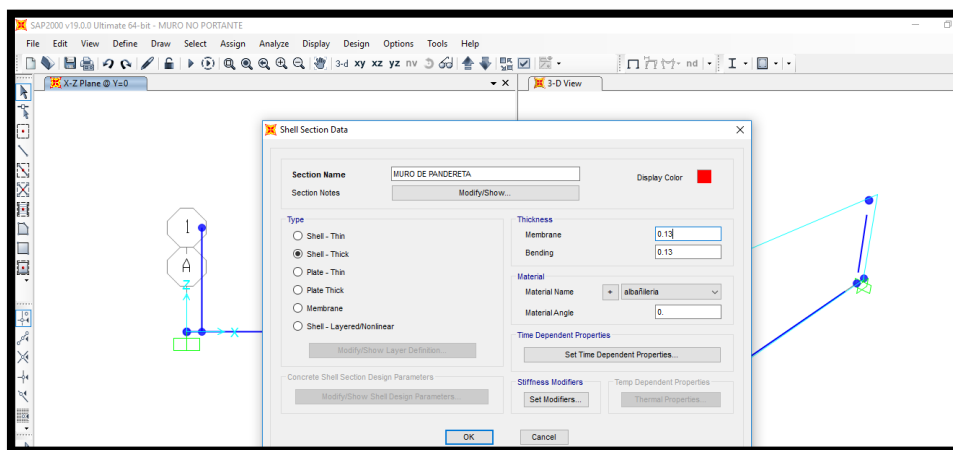 SAP2000 v19.0.0 Ultimate 64-bit - MURO NO PORTANTE
File Edit View Define Draw Select Assign Analyze Display Design Options Tools Help
3-d xy xz yz nv
nd
X-Z Plane @ Y=0
3-D View
Shell Section Data
Section Name MURO DE PANDERETA Display Color
Section Notes Modify/Show...
Type
Shell - Thin
Shell - Thick
Plate - Thin
Plate Thick
Membrane
Shell - Layered/Nonlinear
Modify/Show Layer Definition...
Concrete Shell Section Design Parameters
Modify/Show Shell Design Parameters...
Thickness
Membrane 0.13
Bending 0.13
Material
Material Name + albañileria
Material Angle 0.
Time Dependent Properties
Set Time Dependent Properties...
Stiffness Modifiers
Set Modifiers...
Temp Dependent Properties
Thermal Properties...
OK Cancel
1
A
Z
X